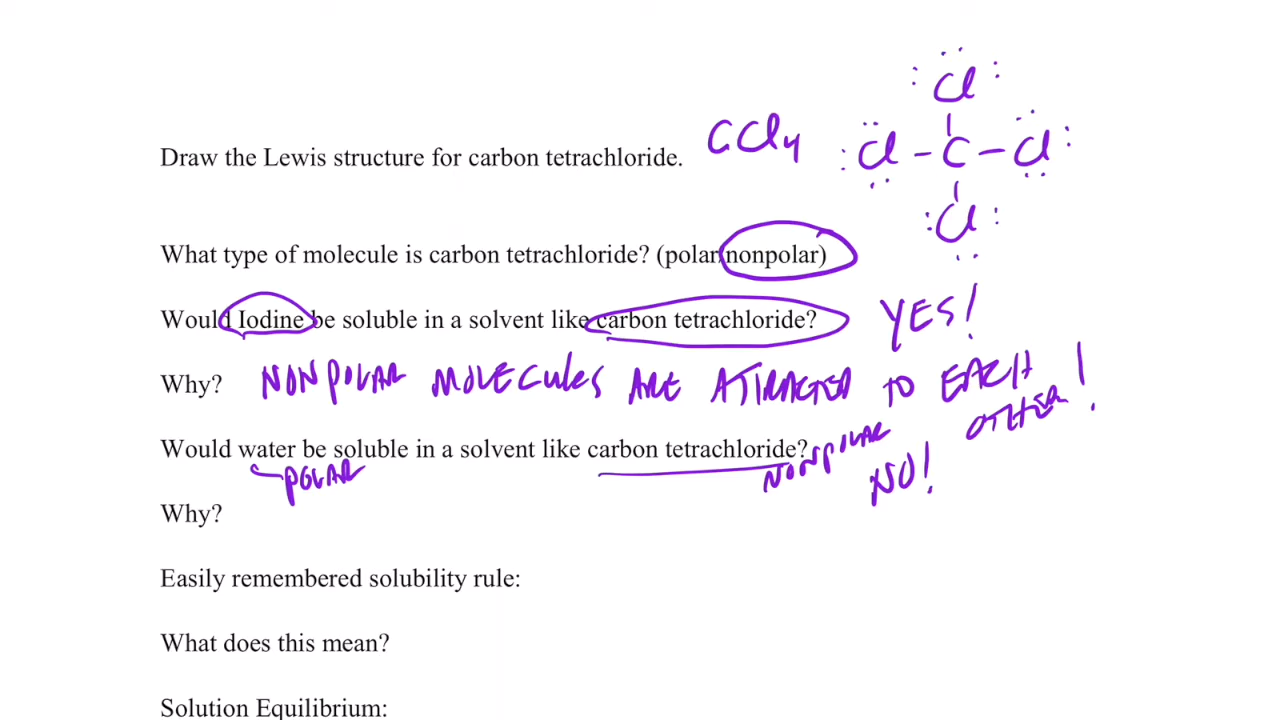 Cl
Draw the Lewis structure for carbon tetrachloride. CCl4 Cl - C - Cl
Cl
What type of molecule is carbon tetrachloride? (polar/nonpolar)
Would Iodine be soluble in a solvent like carbon tetrachloride? YES!
Why? NONPOLAR MOLECULES ARE ATTRACTED TO EACH OTHER!
Would water be soluble in a solvent like carbon tetrachloride? NONPOLAR NO!
POLAR
Why?
Easily remembered solubility rule:
What does this mean?
Solution Equilibrium: